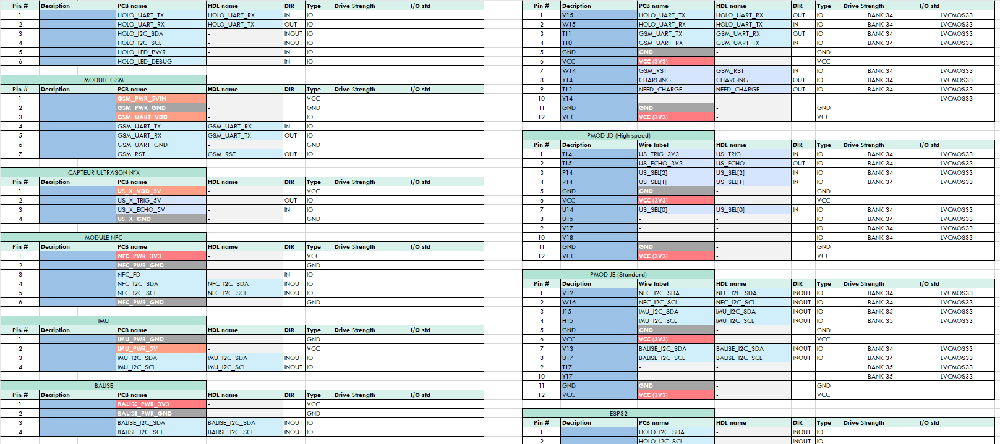 Pin # Decription PCB name HDL name DIR Type Drive Strength I/O std
1 HOLO_UART_TX HOLO_UART_RX IN IO
2 HOLO_UART_RX HOLO_UART_TX OUT IO
3 HOLO_I2C_SDA - INOUT IO
4 HOLO_I2C_SCL - INOUT IO
5 HOLO_LED_PWR - IN IO
6 HOLO_LED_DEBUG - IN IO
MODULE GSM
Pin # Decription PCB name HDL name DIR Type Drive Strength I/O std
1 GSM_PWR_5VIN - VCC
2 GSM_PWR_GND - GND
3 GSM_UART_VDD - IO
4 GSM_UART_TX GSM_UART_RX IN IO
5 GSM_UART_RX GSM_UART_TX OUT IO
6 GSM_UART_GND - GND
7 GSM_RST GSM_RST OUT IO
CAPTEUR ULTRASON N°X
Pin # Decription PCB name HDL name DIR Type Drive Strength I/O std
1 US_X_VDD_5V - VCC
2 US_X_TRIG_5V - OUT IO
3 US_X_ECHO_5V - IN IO
4 US_X_GND - GND
MODULE NFC
Pin # Decription PCB name HDL name DIR Type Drive Strength I/O std
1 NFC_PWR_3V3 - VCC
2 NFC_PWR_GND - GND
3 NFC_FD - IN IO
4 NFC_I2C_SDA NFC_I2C_SDA INOUT IO
5 NFC_I2C_SCL NFC_I2C_SCL INOUT IO
6 NFC_PWR_GND - GND
IMU
Pin # Decription PCB name HDL name DIR Type Drive Strength I/O std
1 IMU_PWR_GND - GND
2 IMU_PWR_5V - VCC
3 IMU_I2C_SDA IMU_I2C_SDA INOUT IO
4 IMU_I2C_SCL IMU_I2C_SCL INOUT IO
BALISE
Pin # Decription PCB name HDL name DIR Type Drive Strength I/O std
1 BALISE_PWR_3V3 - VCC
2 BALISE_PWR_GND - GND
3 BALISE_I2C_SDA BALISE_I2C_SDA INOUT IO
4 BALISE_I2C_SCL BALISE_I2C_SCL INOUT IO
Pin # Decription PCB name HDL name DIR Type Drive Strength I/O std
1 V15 HOLO_UART_TX HOLO_UART_RX OUT IO BANK 34 LVCMOS33
2 W15 HOLO_UART_RX HOLO_UART_TX IN IO BANK 34 LVCMOS33
3 T11 GSM_UART_TX GSM_UART_RX OUT IO BANK 34 LVCMOS33
4 T10 GSM_UART_RX GSM_UART_TX IN IO BANK 34 LVCMOS33
5 GND GND - GND
6 VCC VCC (3V3) - VCC
7 W14 GSM_RST GSM_RST IN IO BANK 34 LVCMOS33
8 Y14 CHARGING CHARGING OUT IO BANK 34 LVCMOS33
9 T12 NEED_CHARGE NEED_CHARGE OUT IO BANK 34 LVCMOS33
10 Y14 - - LVCMOS33
11 GND GND - GND
12 VCC VCC (3V3) - VCC
PMOD JD (High speed)
Pin # Decription Wire label HDL name DIR Type Drive Strength I/O std
1 T14 US_TRIG_3V3 US_TRIG IN IO BANK 34 LVCMOS33
2 T15 US_ECHO_3V3 US_ECHO OUT IO BANK 34 LVCMOS33
3 P14 US_SEL[2] US_SEL[2] IN IO BANK 34 LVCMOS33
4 R14 US_SEL[1] US_SEL[1] IN IO BANK 34 LVCMOS33
5 GND GND - GND
6 VCC VCC (3V3) - VCC
7 U14 US_SEL[0] US_SEL[0] IN IO BANK 34 LVCMOS33
8 U15 - - IO BANK 34 LVCMOS33
9 V17 - - IO BANK 34 LVCMOS33
10 V18 - - IO BANK 34 LVCMOS33
11 GND GND - GND
12 VCC VCC (3V3) - VCC
PMOD JE (Standard)
Pin # Decription Wire label HDL name DIR Type Drive Strength I/O std
1 V12 NFC_I2C_SDA NFC_I2C_SDA INOUT IO BANK 34 LVCMOS33
2 W16 NFC_I2C_SCL NFC_I2C_SCL INOUT IO BANK 34 LVCMOS33
3 J15 IMU_I2C_SDA IMU_I2C_SDA INOUT IO BANK 35 LVCMOS33
4 H15 IMU_I2C_SCL IMU_I2C_SCL INOUT IO BANK 35 LVCMOS33
5 GND GND - GND
6 VCC VCC (3V3) - VCC
7 V13 BALISE_I2C_SDA BALISE_I2C_SDA INOUT IO BANK 34 LVCMOS33
8 U17 BALISE_I2C_SCL BALISE_I2C_SCL INOUT IO BANK 34 LVCMOS33
9 T17 - - BANK 35 LVCMOS33
10 Y17 - - BANK 35 LVCMOS33
11 GND GND - GND
12 VCC VCC (3V3) - VCC
ESP32
Pin # Decription PCB name HDL name DIR Type Drive Strength I/O std
1 HOLO_I2C_SDA - INOUT IO
2 HOLO_I2C_SCL - INOUT IO